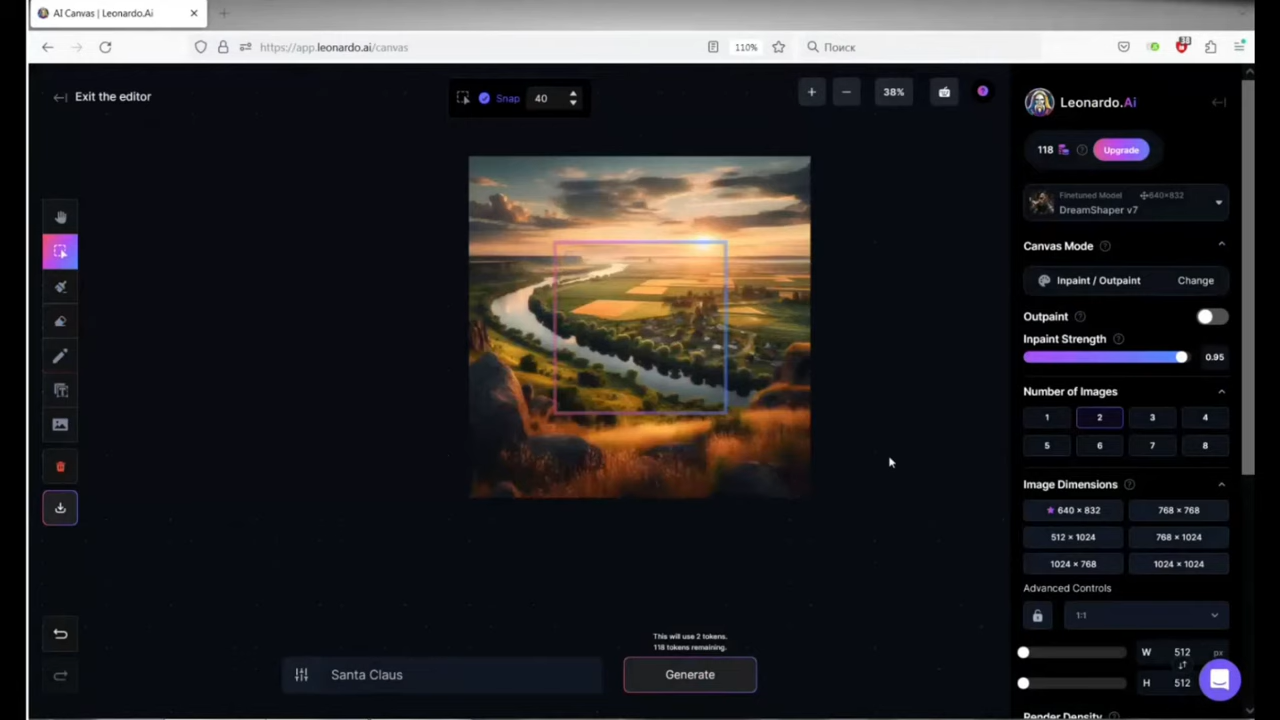 AI Canvas | Leonardo.Ai
https://app.leonardo.ai/canvas
110%
Поиск
Exit the editor
Snap
40
38%
Leonardo.Ai
118
Upgrade
Finetuned Model
640×832
DreamShaper v7
Canvas Mode
Inpaint / Outpaint
Change
Outpaint
Inpaint Strength
0.95
Number of Images
1
2
3
4
5
6
7
8
Image Dimensions
640 × 832
768 × 768
512 × 1024
768 × 1024
1024 × 768
1024 × 1024
Advanced Controls
1:1
W 512 px
H 512
Render Density
This will use 2 tokens.
118 tokens remaining.
Santa Claus
Generate